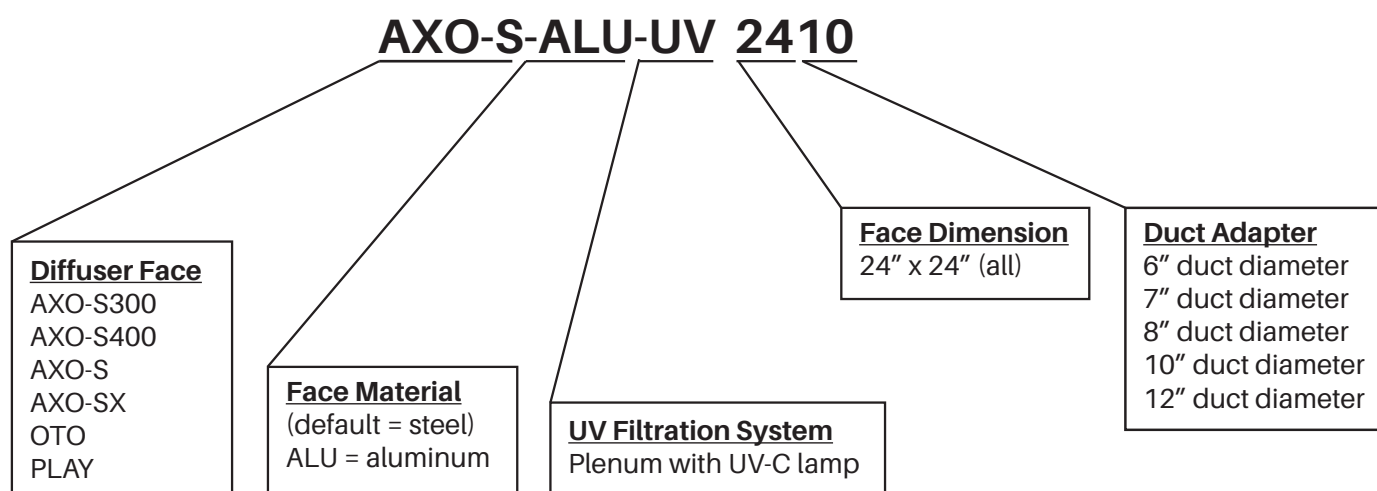 AXO-S-ALU-UV 2410
Diffuser Face
AXO-S300
AXO-S400
AXO-S
AXO-SX
OTO
PLAY
Face Material
(default = steel)
ALU = aluminum
UV Filtration System
Plenum with UV-C lamp
Face Dimension
24” x 24” (all)
Duct Adapter
6” duct diameter
7” duct diameter
8” duct diameter
10” duct diameter
12” duct diameter